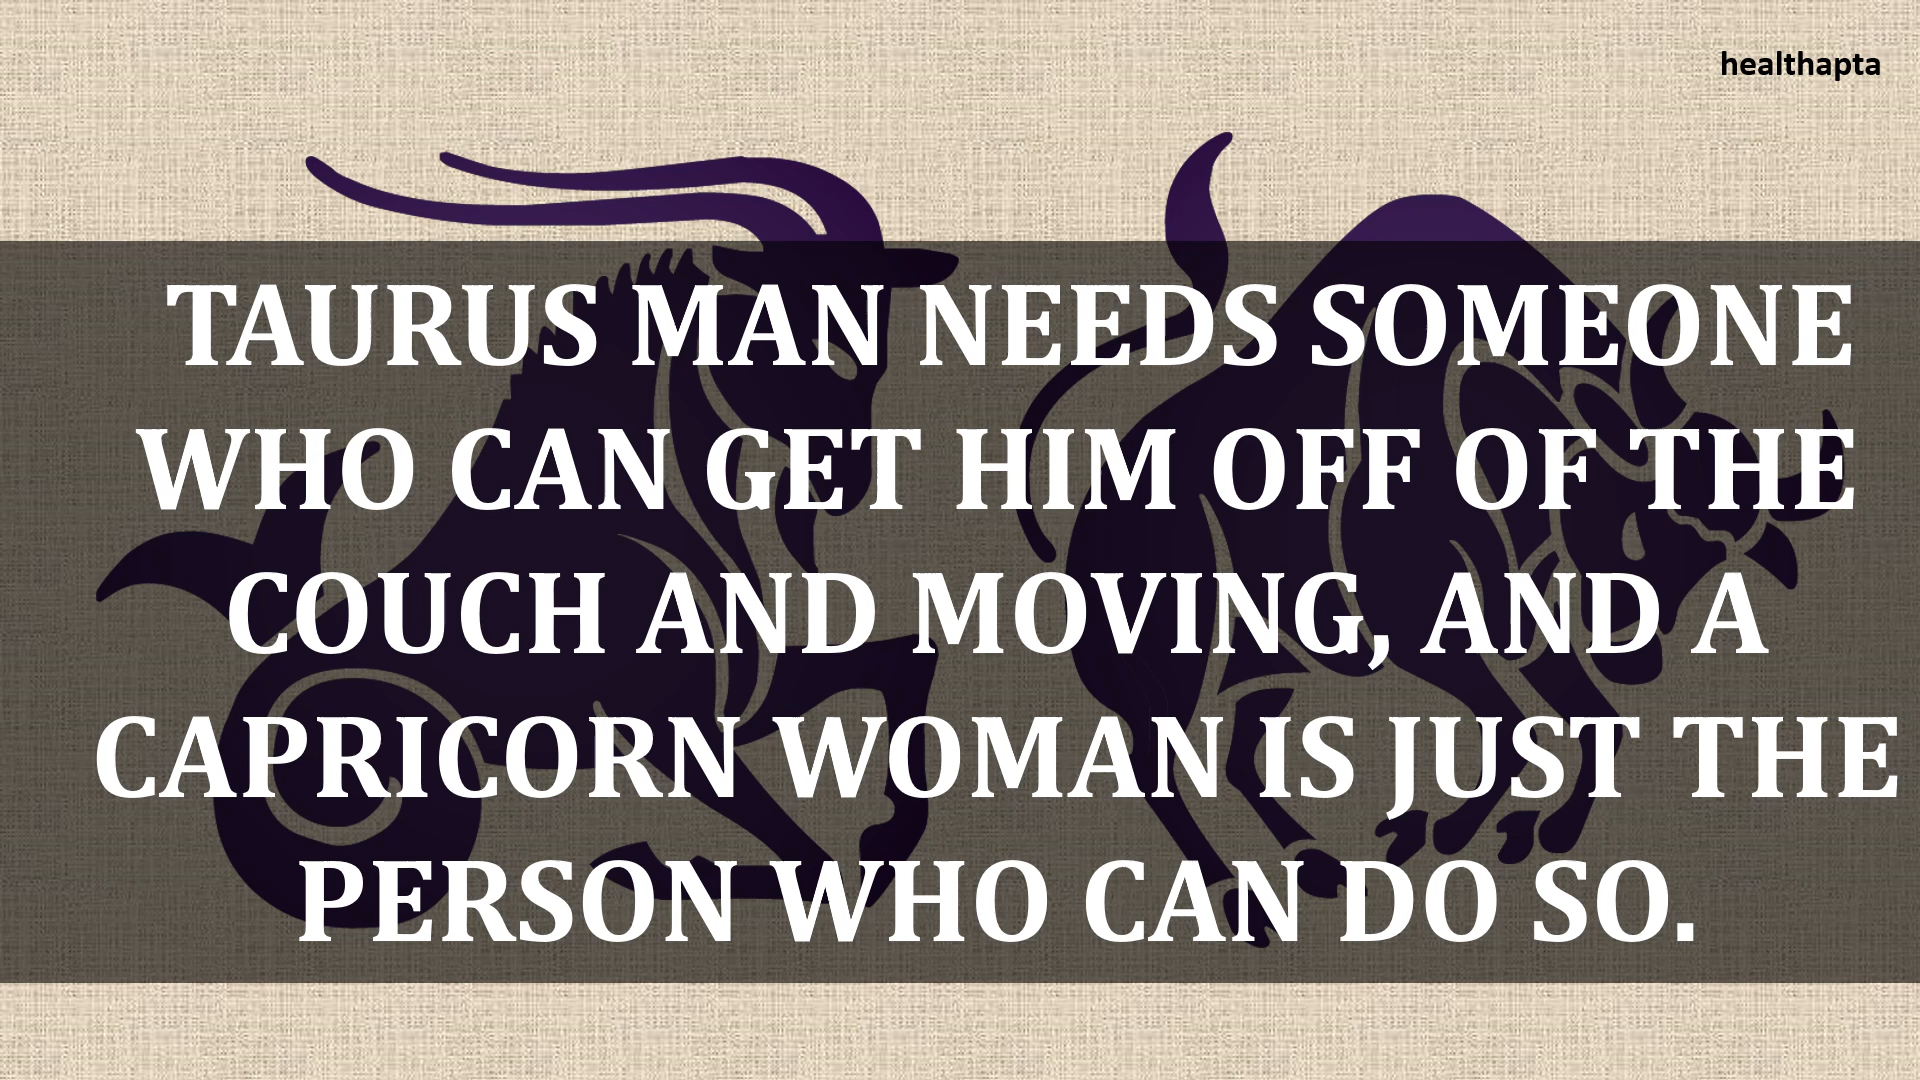 healthapta
TAURUS MAN NEEDS SOMEONE
WHO CAN GET HIM OFF OF THE
COUCH AND MOVING, AND A
CAPRICORN WOMAN IS JUST THE
PERSON WHO CAN DO SO.